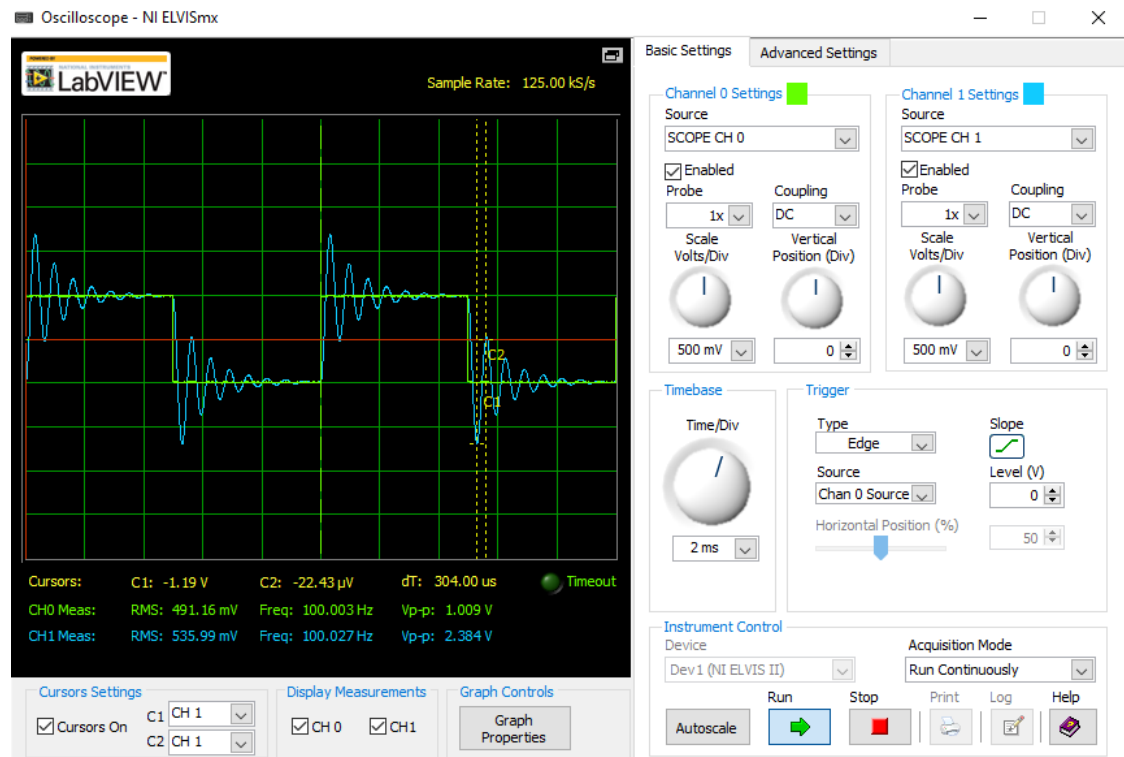 Oscilloscope - NI ELVISmx
POWERED BY
NATIONAL INSTRUMENTS
LabVIEW
Sample Rate: 125.00 kS/s
C2
C1
Cursors: C1: -1.19 V C2: -22.43 µV dT: 304.00 us Timeout
CH0 Meas: RMS: 491.16 mV Freq: 100.003 Hz Vp-p: 1.009 V
CH1 Meas: RMS: 535.99 mV Freq: 100.027 Hz Vp-p: 2.384 V
Cursors Settings
Cursors On
C1 CH 1
C2 CH 1
Display Measurements
CH 0 CH1
Graph Controls
Graph
Properties
Basic Settings Advanced Settings
Channel 0 Settings
Source
SCOPE CH 0
Enabled
Probe Coupling
1x DC
Scale Vertical
Volts/Div Position (Div)
500 mV 0
Channel 1 Settings
Source
SCOPE CH 1
Enabled
Probe Coupling
1x DC
Scale Vertical
Volts/Div Position (Div)
500 mV 0
Timebase
Time/Div
2 ms
Trigger
Type Slope
Edge
Source Level (V)
Chan 0 Source 0
Horizontal Position (%)
50
Instrument Control
Device Acquisition Mode
Dev1 (NI ELVIS II) Run Continuously
Run Stop Print Log Help
Autoscale